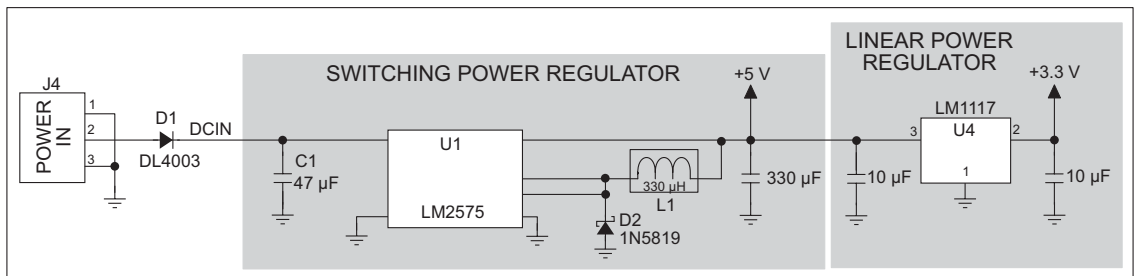 LINEAR POWER
REGULATOR
SWITCHING POWER REGULATOR
+5 V
+3.3 V
J4
POWER
IN
1
2
3
D1
DL4003
DCIN
C1
47 µF
U1
LM2575
330 µH
L1
D2
1N5819
330 µF
10 µF
LM1117
3
U4
2
1
10 µF